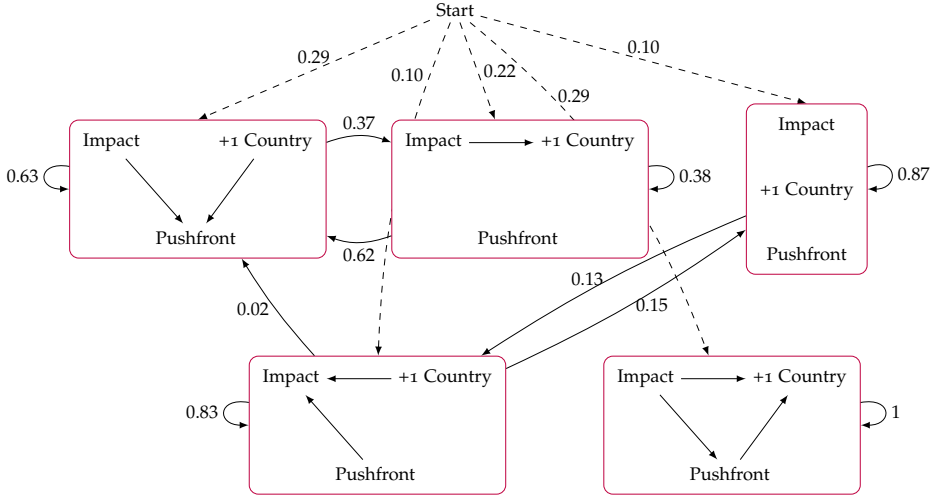 Start
0.29
0.10
0.22
0.29
0.10
Impact
+1 Country
Pushfront
0.63
0.37
0.62
Impact
+1 Country
Pushfront
0.38
Impact
+1 Country
Pushfront
0.87
0.02
0.13
0.15
Impact
+1 Country
Pushfront
0.83
Impact
+1 Country
Pushfront
1